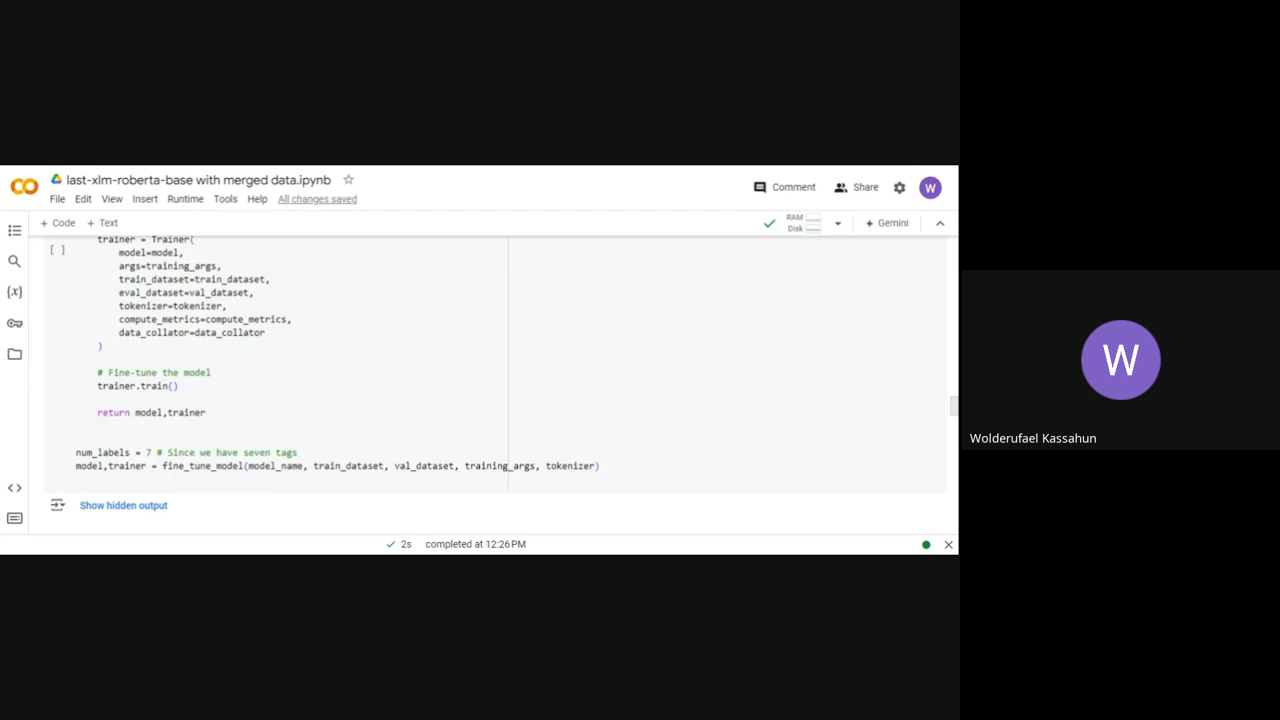 last-xlm-roberta-base with merged data.ipynb
Comment
Share
W
File Edit View Insert Runtime Tools Help All changes saved
+ Code + Text
RAM
Disk
Gemini
trainer = Trainer(
[ ]
model=model,
args=training_args,
train_dataset=train_dataset,
eval_dataset=val_dataset,
tokenizer=tokenizer,
compute_metrics=compute_metrics,
data_collator=data_collator
)
# Fine-tune the model
trainer.train()
return model,trainer
num_labels = 7 # Since we have seven tags
model,trainer = fine_tune_model(model_name, train_dataset, val_dataset, training_args, tokenizer)
Show hidden output
2s completed at 12:26 PM
W
Wolderufael Kassahun